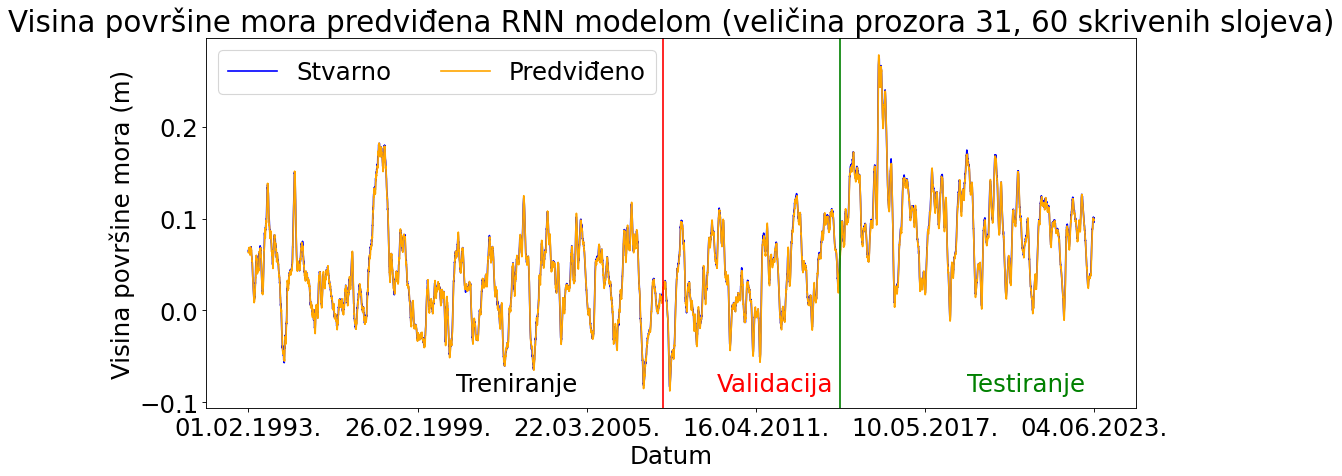 Visina površine mora predviđena RNN modelom (veličina prozora 31, 60 skrivenih slojeva)
Stvarno
Predviđeno
Visina površine mora (m)
0.2
0.1
0.0
−0.1
Treniranje
Validacija
Testiranje
01.02.1993.
26.02.1999.
22.03.2005.
16.04.2011.
10.05.2017.
04.06.2023.
Datum